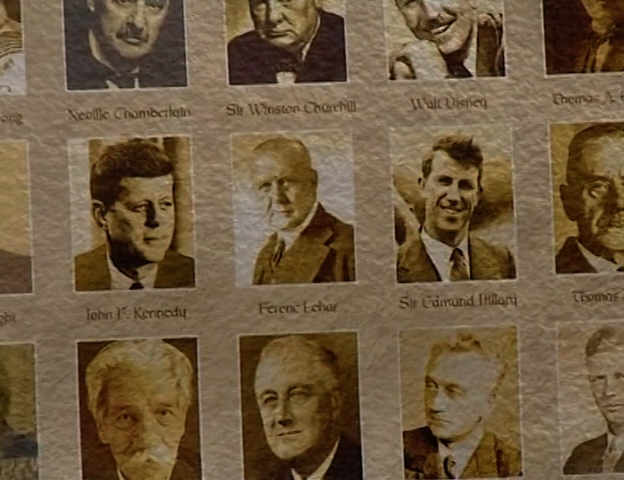 Neville Chamberlain
Sir Winston Churchill
Walt Disney
Thomas A.
John F. Kennedy
Ferenc Lehar
Sir Edmund Hillary
Thomas